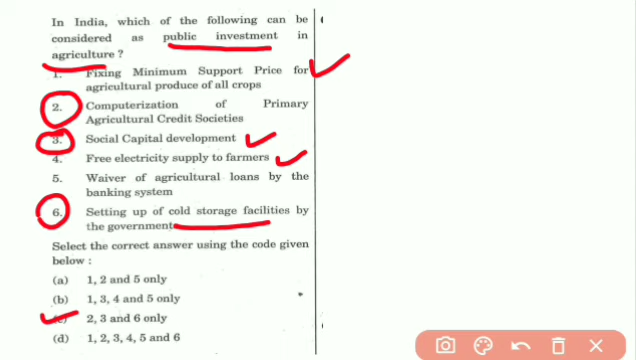 In India, which of the following can be
considered as public investment in
agriculture ?
1. Fixing Minimum Support Price for
agricultural produce of all crops
2. Computerization of Primary
Agricultural Credit Societies
3. Social Capital development
4. Free electricity supply to farmers
5. Waiver of agricultural loans by the
banking system
6. Setting up of cold storage facilities by
the government
Select the correct answer using the code given
below :
(a) 1, 2 and 5 only
(b) 1, 3, 4 and 5 only
2, 3 and 6 only
(d) 1, 2, 3, 4, 5 and 6